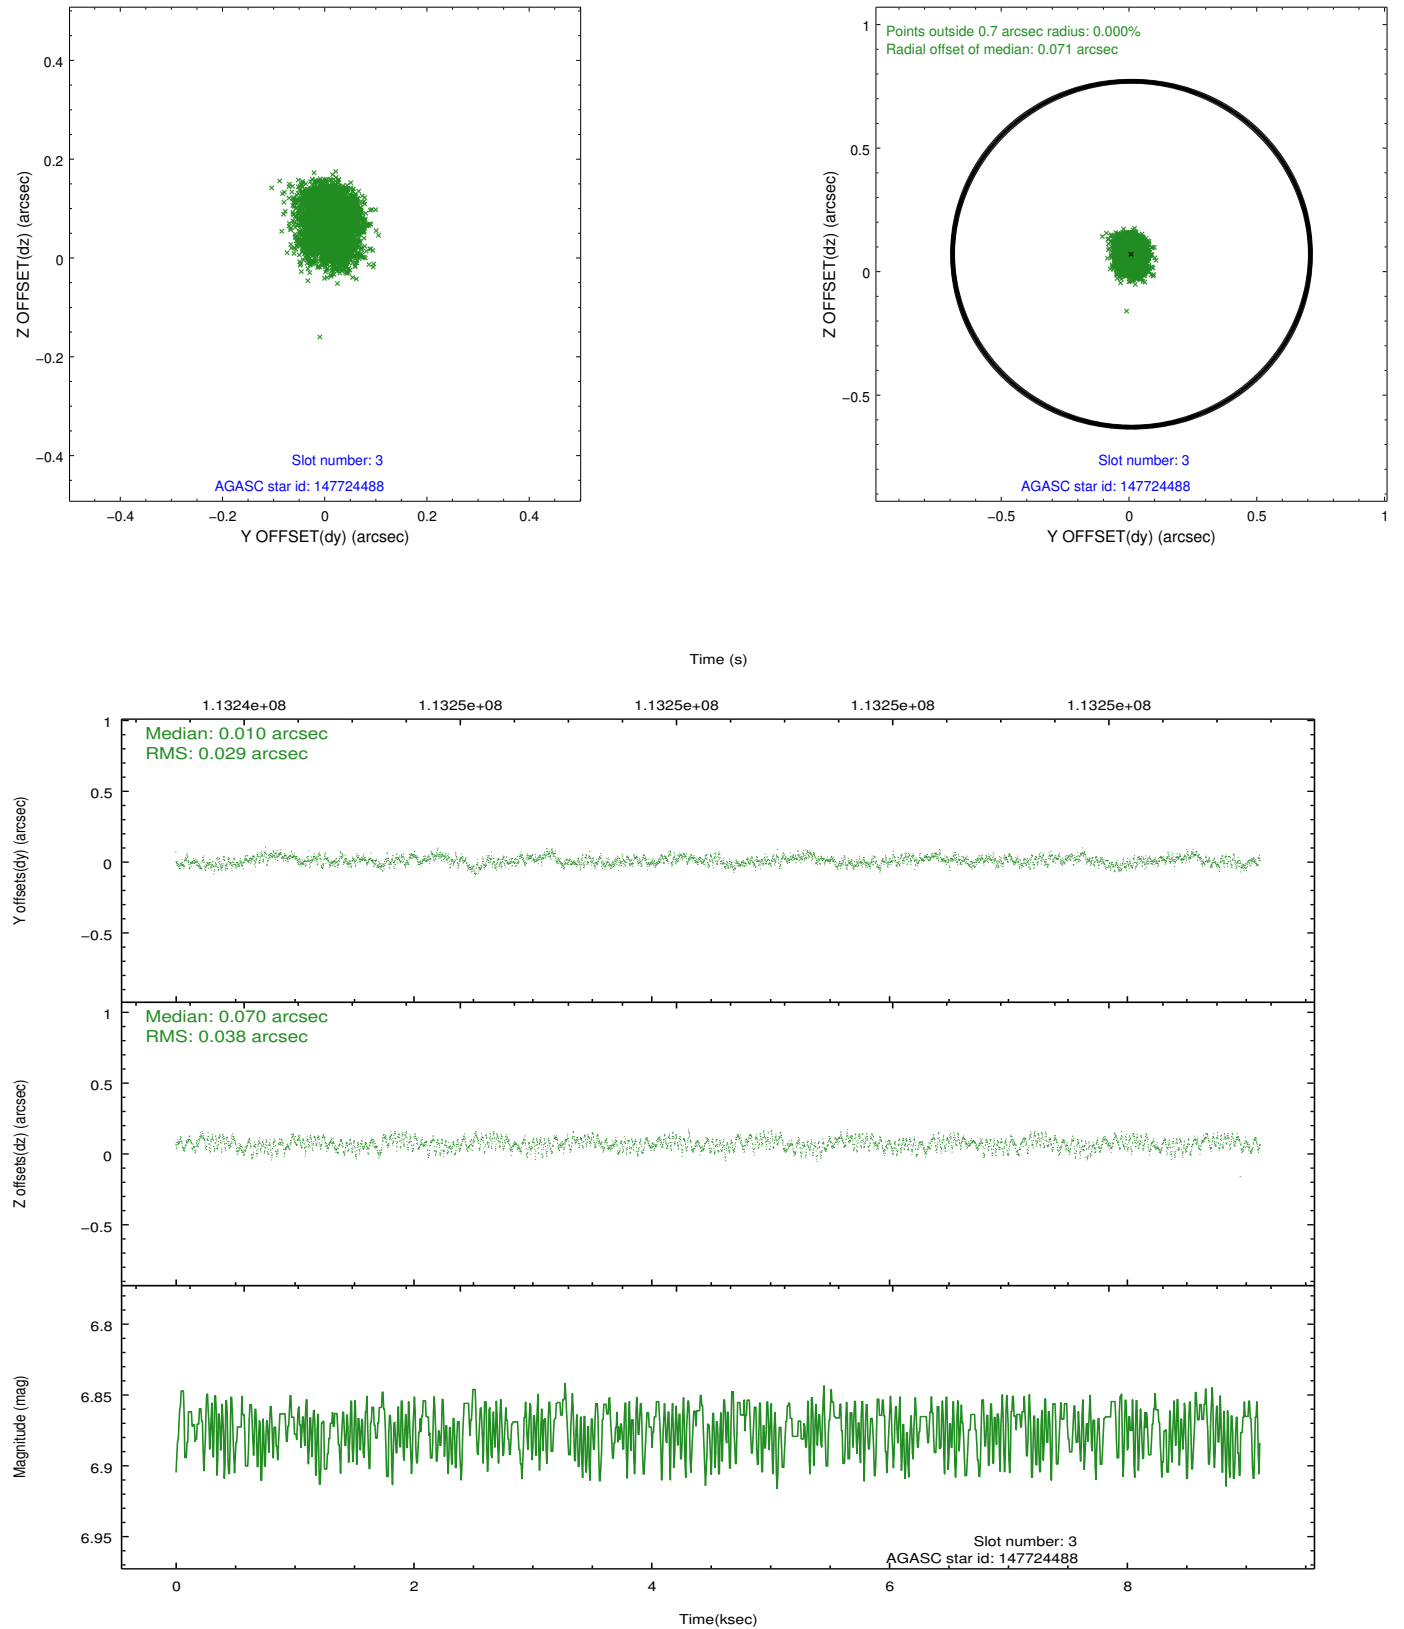 0.4
0.2
0
−0.2
−0.4
Z OFFSET(dz) (arcsec)
Slot number: 3
AGASC star id: 147724488
−0.4 −0.2 0 0.2 0.4
Y OFFSET(dy) (arcsec)
Points outside 0.7 arcsec radius: 0.000%
Radial offset of median: 0.071 arcsec
1
0.5
0
−0.5
Z OFFSET(dz) (arcsec)
Slot number: 3
AGASC star id: 147724488
−0.5 0 0.5 1
Y OFFSET(dy) (arcsec)
Time (s)
1.1324e+08 1.1325e+08 1.1325e+08 1.1325e+08 1.1325e+08
Median: 0.010 arcsec
RMS: 0.029 arcsec
1
0.5
0
−0.5
Y offsets(dy) (arcsec)
Median: 0.070 arcsec
RMS: 0.038 arcsec
1
0.5
0
−0.5
Z offsets(dz) (arcsec)
6.8
6.85
6.9
6.95
Magnitude (mag)
Slot number: 3
AGASC star id: 147724488
0 2 4 6 8
Time(ksec)